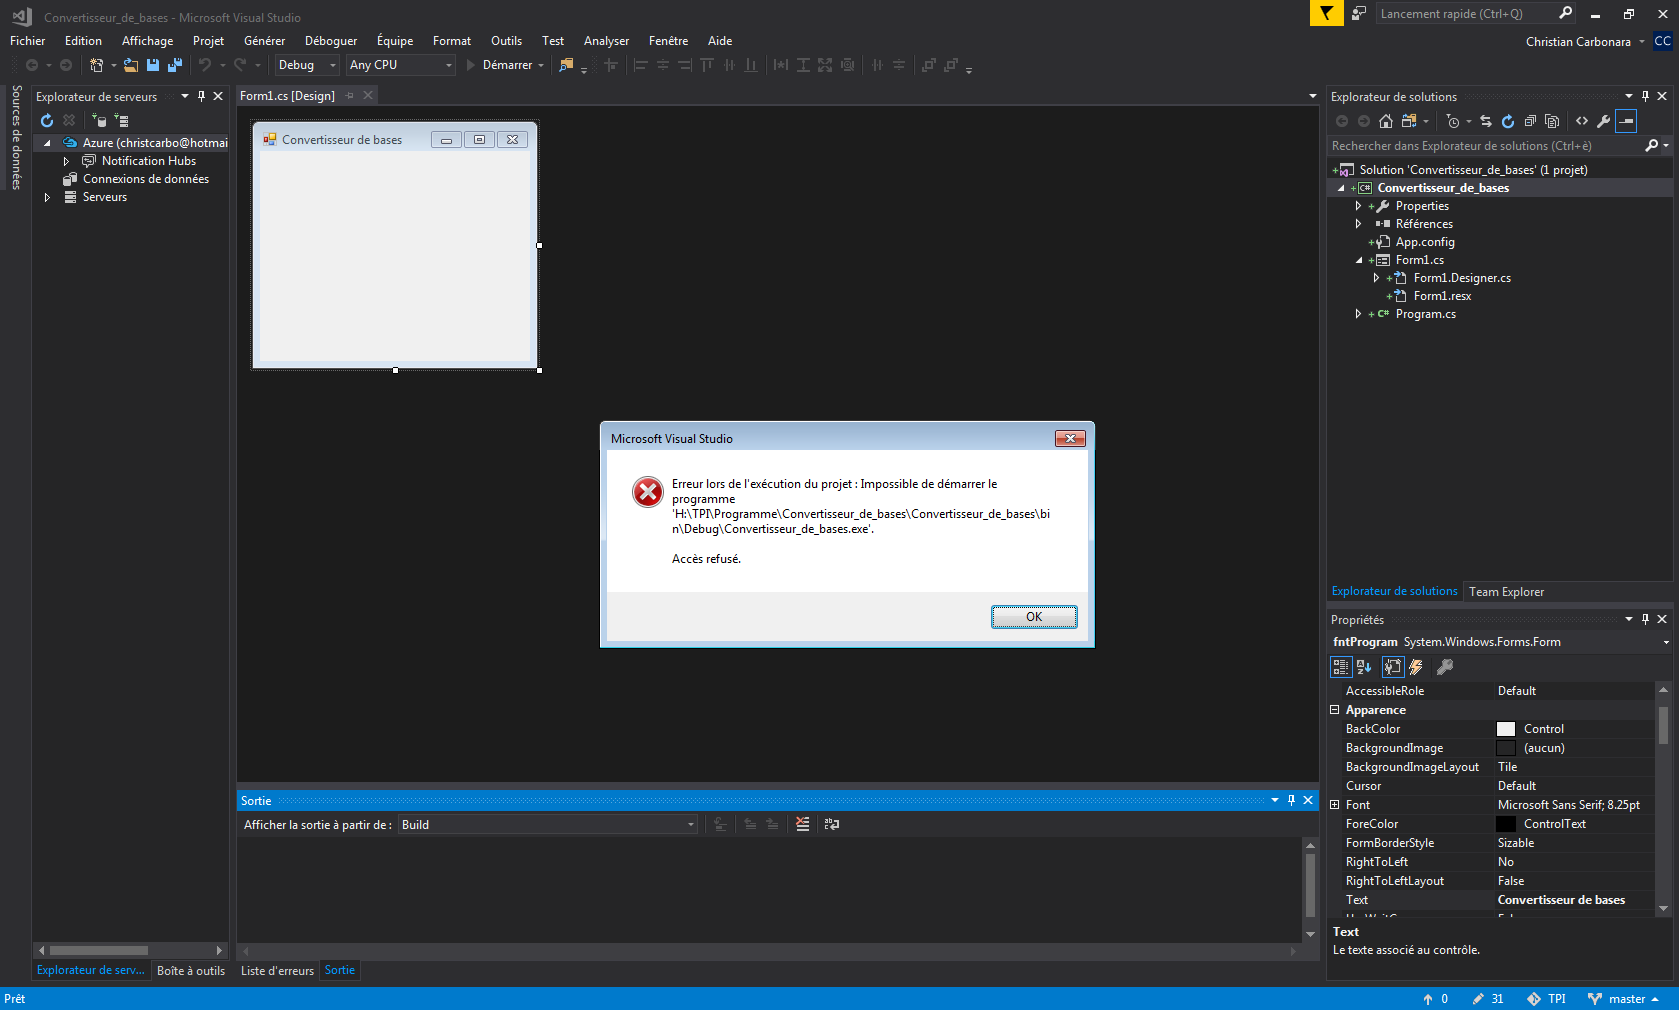 Convertisseur_de_bases - Microsoft Visual Studio
Lancement rapide (Ctrl+Q)
Fichier Edition Affichage Projet Générer Déboguer Équipe Format Outils Test Analyser Fenêtre Aide
Christian Carbonara CC
Debug Any CPU Démarrer
Sources de données
Explorateur de serveurs
Azure (christcarbo@hotmai
Notification Hubs
Connexions de données
Serveurs
Form1.cs [Design]
Convertisseur de bases
Microsoft Visual Studio
Erreur lors de l'exécution du projet : Impossible de démarrer le
programme
'H:\TPI\Programme\Convertisseur_de_bases\Convertisseur_de_bases\bi
n\Debug\Convertisseur_de_bases.exe'.
Accès refusé.
OK
Explorateur de solutions
Rechercher dans Explorateur de solutions (Ctrl+è)
Solution 'Convertisseur_de_bases' (1 projet)
C# Convertisseur_de_bases
Properties
Références
App.config
Form1.cs
Form1.Designer.cs
Form1.resx
C# Program.cs
Explorateur de solutions Team Explorer
Propriétés
fntProgram System.Windows.Forms.Form
AccessibleRole Default
Apparence
BackColor Control
BackgroundImage (aucun)
BackgroundImageLayout Tile
Cursor Default
Font Microsoft Sans Serif; 8.25pt
ForeColor ControlText
FormBorderStyle Sizable
RightToLeft No
RightToLeftLayout False
Text Convertisseur de bases
Text
Le texte associé au contrôle.
Sortie
Afficher la sortie à partir de : Build
Explorateur de serv... Boîte à outils
Liste d'erreurs Sortie
Prêt
0 31 TPI master